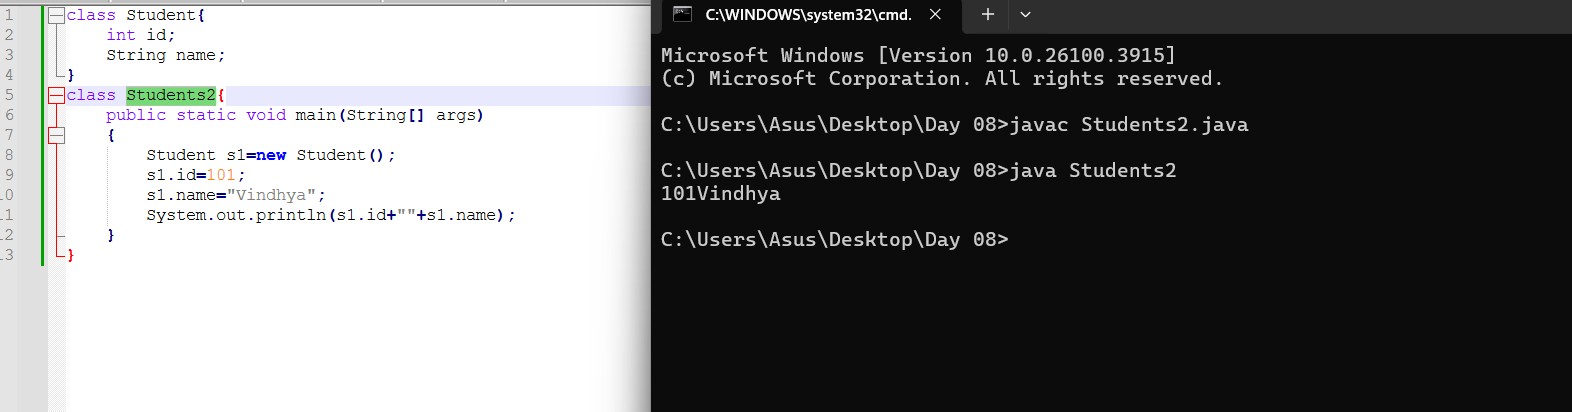 1 class Student{
2     int id;
3     String name;
4 }
5 class Students2{
6     public static void main(String[] args)
7     {
8         Student s1=new Student();
9         s1.id=101;
10         s1.name="Vindhya";
11         System.out.println(s1.id+""+s1.name);
12     }
13 }
C:\WINDOWS\system32\cmd.
Microsoft Windows [Version 10.0.26100.3915]
(c) Microsoft Corporation. All rights reserved.
C:\Users\Asus\Desktop\Day 08>javac Students2.java
C:\Users\Asus\Desktop\Day 08>java Students2
101Vindhya
C:\Users\Asus\Desktop\Day 08>